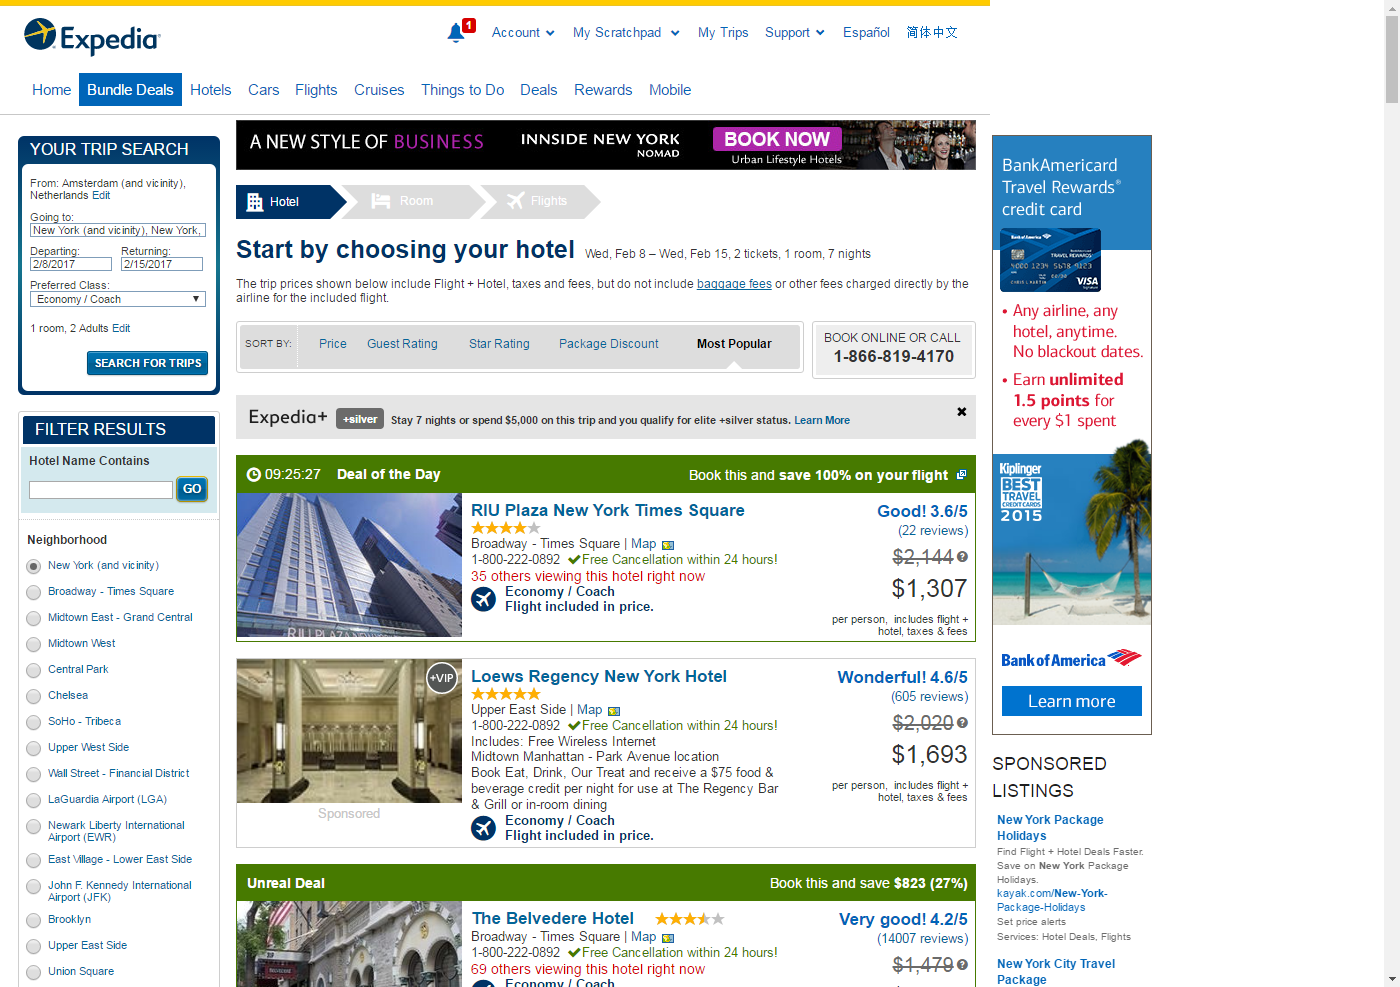 Expedia
1
Account
My Scratchpad
My Trips
Support
Español
简体中文
Home
Bundle Deals
Hotels
Cars
Flights
Cruises
Things to Do
Deals
Rewards
Mobile
YOUR TRIP SEARCH
From: Amsterdam (and vicinity),
Netherlands Edit
Going to:
New York (and vicinity), New York,
Departing:
Returning:
2/8/2017
2/15/2017
Preferred Class:
Economy / Coach
1 room, 2 Adults Edit
SEARCH FOR TRIPS
FILTER RESULTS
Hotel Name Contains
GO
Neighborhood
New York (and vicinity)
Broadway - Times Square
Midtown East - Grand Central
Midtown West
Central Park
Chelsea
SoHo - Tribeca
Upper West Side
Wall Street - Financial District
LaGuardia Airport (LGA)
Newark Liberty International
Airport (EWR)
East Village - Lower East Side
John F. Kennedy International
Airport (JFK)
Brooklyn
Upper East Side
Union Square
A NEW STYLE OF BUSINESS
INNSIDE NEW YORK
NOMAD
BOOK NOW
Urban Lifestyle Hotels
Hotel
Room
Flights
Start by choosing your hotel
Wed, Feb 8 – Wed, Feb 15, 2 tickets, 1 room, 7 nights
The trip prices shown below include Flight + Hotel, taxes and fees, but do not include baggage fees or other fees charged directly by the
airline for the included flight.
SORT BY:
Price
Guest Rating
Star Rating
Package Discount
Most Popular
BOOK ONLINE OR CALL
1-866-819-4170
Expedia+
+silver
Stay 7 nights or spend $5,000 on this trip and you qualify for elite +silver status. Learn More
09:25:27
Deal of the Day
Book this and save 100% on your flight
RIU PLAZA NEW YORK
RIU Plaza New York Times Square
Broadway - Times Square | Map
1-800-222-0892 Free Cancellation within 24 hours!
35 others viewing this hotel right now
Economy / Coach
Flight included in price.
Good! 3.6/5
(22 reviews)
$2,144
$1,307
per person, includes flight +
hotel, taxes & fees
+VIP
Sponsored
Loews Regency New York Hotel
Upper East Side | Map
1-800-222-0892 Free Cancellation within 24 hours!
Includes: Free Wireless Internet
Midtown Manhattan - Park Avenue location
Book Eat, Drink, Our Treat and receive a $75 food &
beverage credit per night for use at The Regency Bar
& Grill or in-room dining
Economy / Coach
Flight included in price.
Wonderful! 4.6/5
(605 reviews)
$2,020
$1,693
per person, includes flight +
hotel, taxes & fees
Unreal Deal
Book this and save $823 (27%)
The Belvedere Hotel
Broadway - Times Square | Map
1-800-222-0892 Free Cancellation within 24 hours!
69 others viewing this hotel right now
Economy / Coach
Very good! 4.2/5
(14007 reviews)
$1,479
BankAmericard
Travel Rewards®
credit card
Bank of America
TRAVEL REWARDS
4000 1234 5678 9123
CHRIS L MARTIN
VISA
• Any airline, any
hotel, anytime.
No blackout dates.
• Earn unlimited
1.5 points for
every $1 spent
Kiplinger
BEST
TRAVEL
CREDIT CARDS
2015
Bank of America
Learn more
SPONSORED
LISTINGS
New York Package
Holidays
Find Flight + Hotel Deals Faster.
Save on New York Package
Holidays.
kayak.com/New-York-
Package-Holidays
Set price alerts
Services: Hotel Deals, Flights
New York City Travel
Package